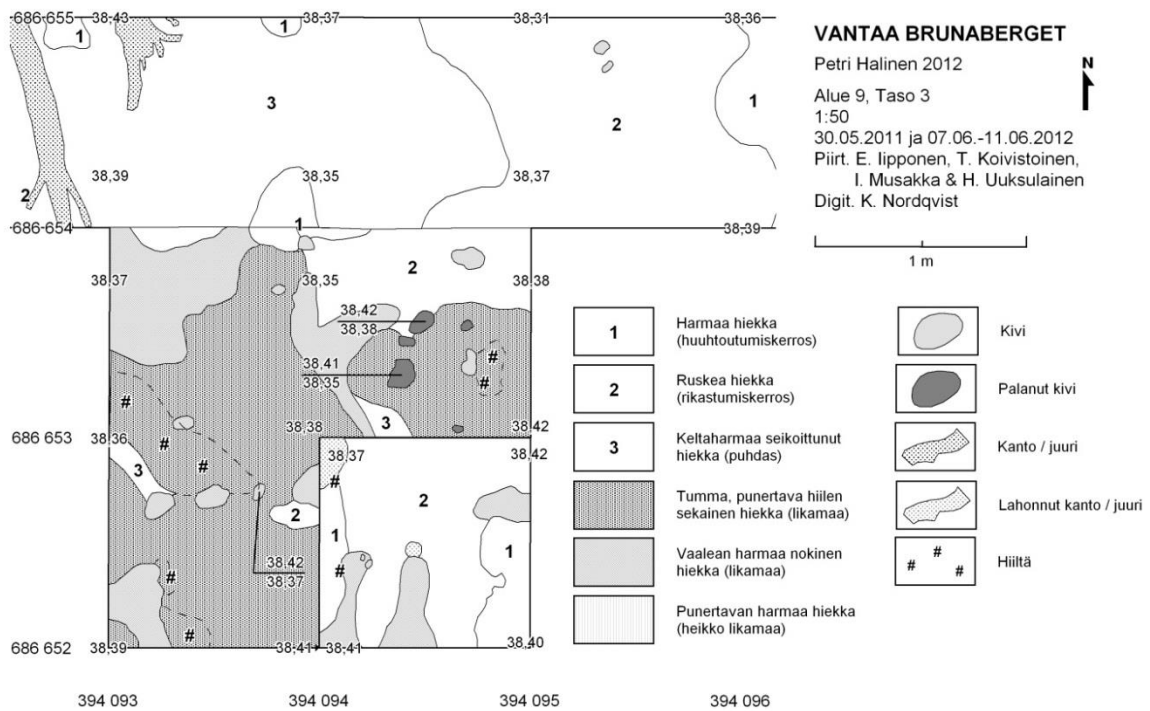 686 655
38,43
38,37
38,31
38,36
1
1
3
2
1
38,39
38,35
38,37
2
1
686 654
38,39
38,37
38,35
2
38,38
38,42
38,38
38,41
38,35
#
#
#
3
686 653
38,36
38,38
38,42
#
3
#
38,37
38,42
#
2
2
1
1
38,42
38,37
#
#
#
686 652
38,39
38,41
38,41
38,40
394 093
394 094
394 095
394 096
VANTAA BRUNABERGET
Petri Halinen 2012
N
Alue 9, Taso 3
1:50
30.05.2011 ja 07.06.-11.06.2012
Piirt. E. Iipponen, T. Koivistoinen,
I. Musakka & H. Uuksulainen
Digit. K. Nordqvist
1 m
1
Harmaa hiekka
(huuhtoutumiskerros)
2
Ruskea hiekka
(rikastumiskerros)
3
Keltaharmaa seikoittunut
hiekka (puhdas)
Tumma, punertava hiilen
sekainen hiekka (likamaa)
Vaalean harmaa nokinen
hiekka (likamaa)
Punertavan harmaa hiekka
(heikko likamaa)
Kivi
Palanut kivi
Kanto / juuri
Lahonnut kanto / juuri
# # #
Hiiltä